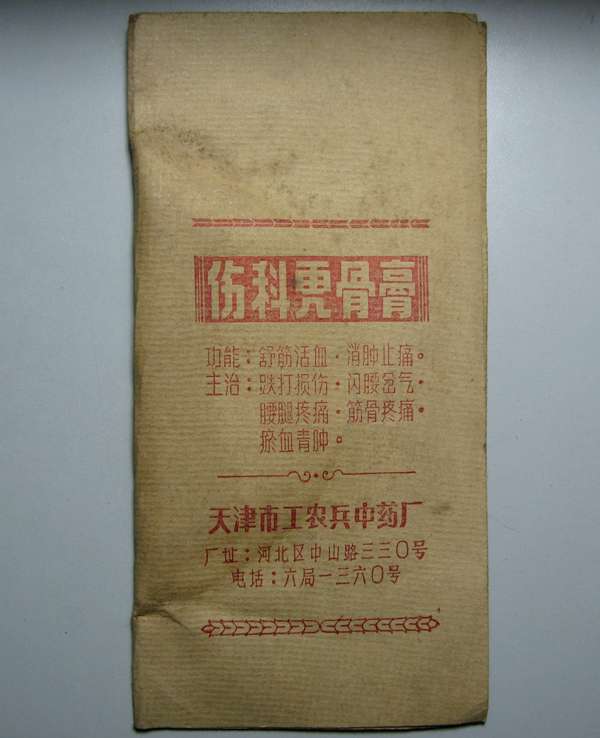 伤科虎骨膏
功能：舒筋活血·消肿止痛。
主治：跌打损伤·闪腰岔气·
腰腿疼痛·筋骨疼痛·
瘀血青肿。
天津市工农兵中药厂
厂址：河北区中山路三三〇号
电话：六局一三六〇号